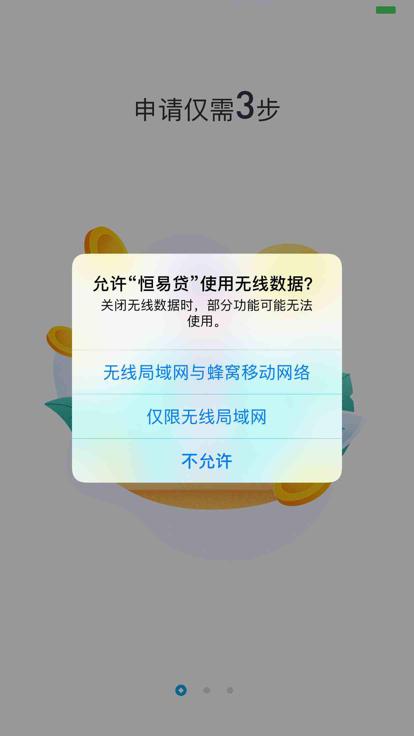 申请仅需3步
允许“恒易贷”使用无线数据?
关闭无线数据时，部分功能可能无法
使用。
无线局域网与蜂窝移动网络
仅限无线局域网
不允许